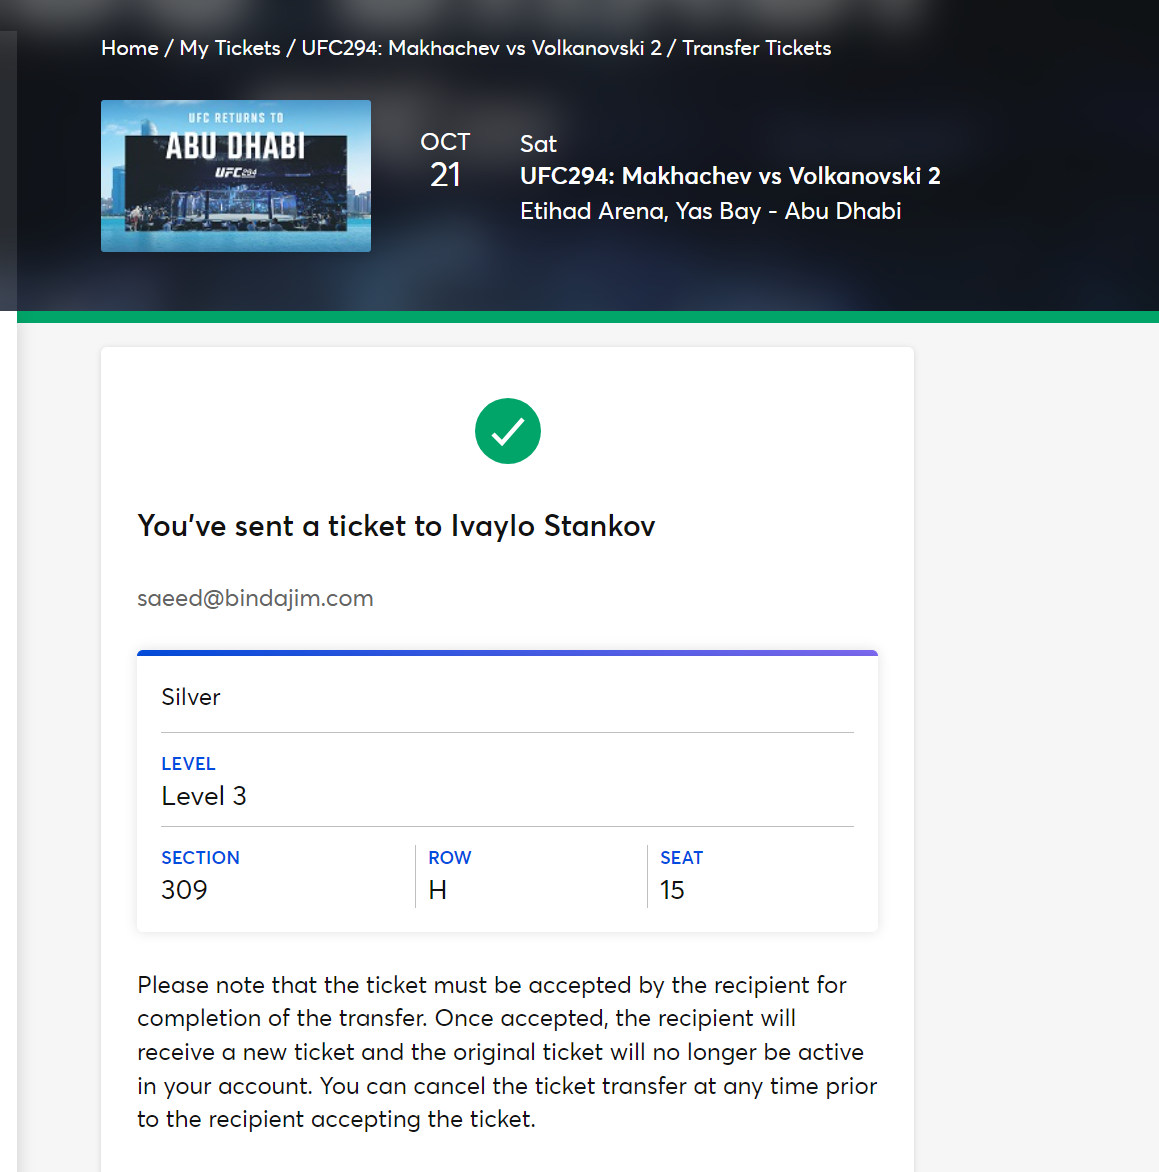 Home / My Tickets / UFC294: Makhachev vs Volkanovski 2 / Transfer Tickets
UFC RETURNS TO
ABU DHABI
UFC294
OCT
21
Sat
UFC294: Makhachev vs Volkanovski 2
Etihad Arena, Yas Bay - Abu Dhabi
You've sent a ticket to Ivaylo Stankov
saeed@bindajim.com
Silver
LEVEL
Level 3
SECTION
309
ROW
H
SEAT
15
Please note that the ticket must be accepted by the recipient for
completion of the transfer. Once accepted, the recipient will
receive a new ticket and the original ticket will no longer be active
in your account. You can cancel the ticket transfer at any time prior
to the recipient accepting the ticket.